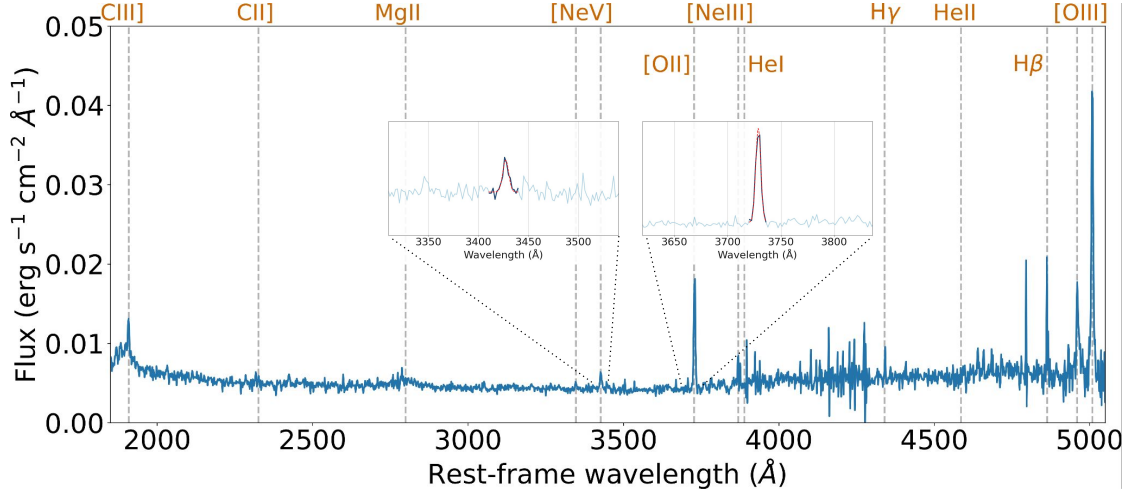 CIII] CII] MgII [NeV] [NeIII] Hγ HeII [OIII]
[OII] HeI Hβ
0.05
0.04
0.03
0.02
0.01
0.00
Flux (erg s⁻¹ cm⁻² Å⁻¹)
3350 3400 3450 3500
Wavelength (Å)
3650 3700 3750 3800
Wavelength (Å)
2000 2500 3000 3500 4000 4500 5000
Rest-frame wavelength (Å)